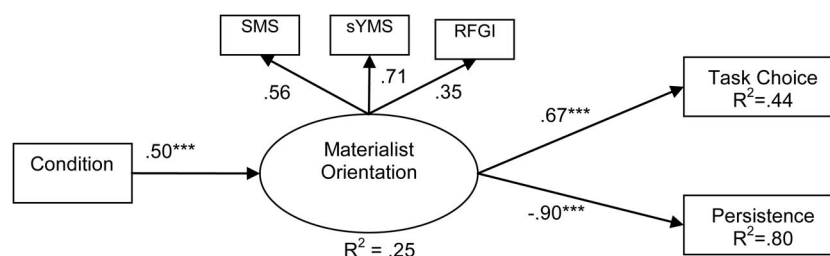 SMS
sYMS
RFGI
.56
.71
.35
Task Choice
R²=.44
.67***
.50***
Condition
Materialist
Orientation
-.90***
Persistence
R²=.80
R² = .25